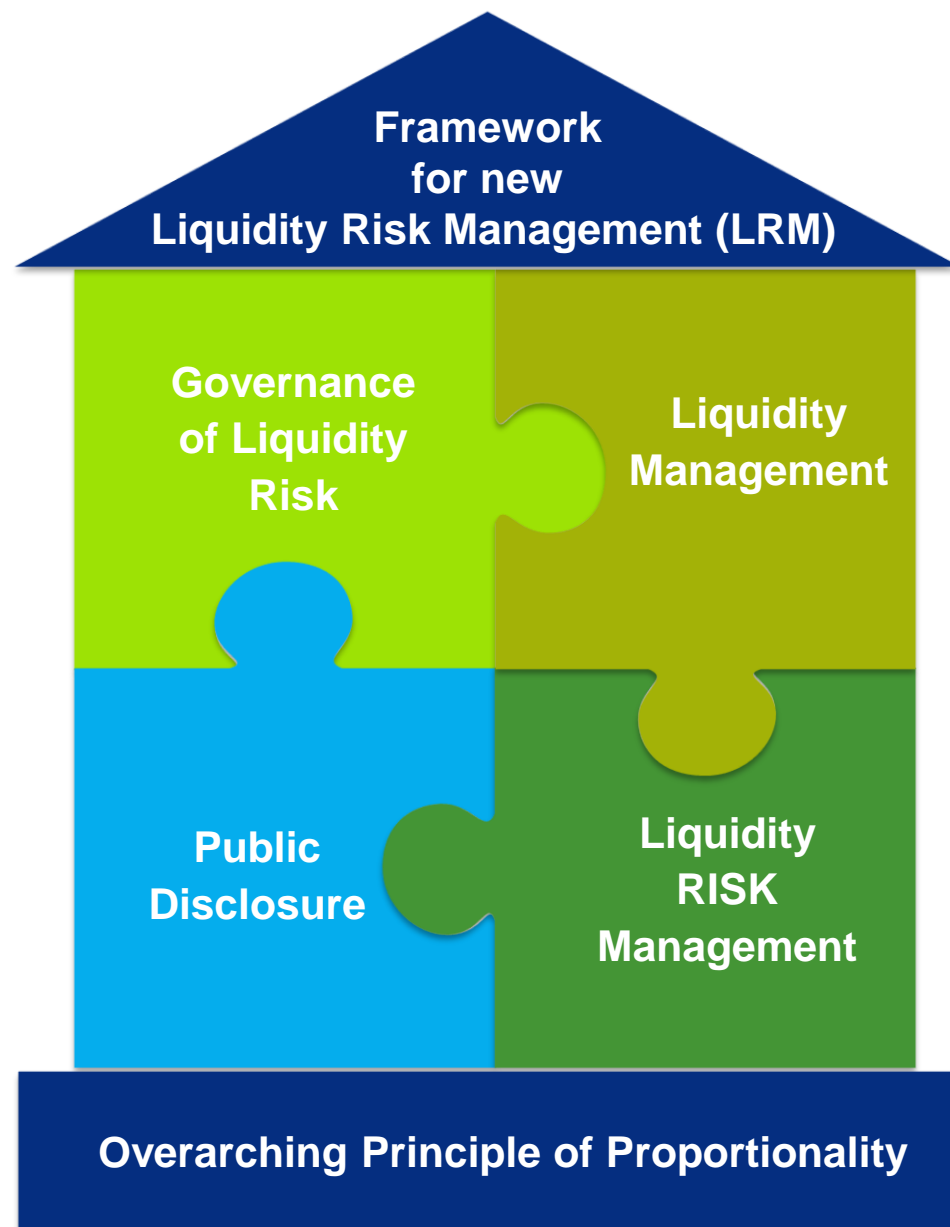 Framework
for new
Liquidity Risk Management (LRM)
Governance
of Liquidity
Risk
Liquidity
Management
Public
Disclosure
Liquidity
RISK
Management
Overarching Principle of Proportionality